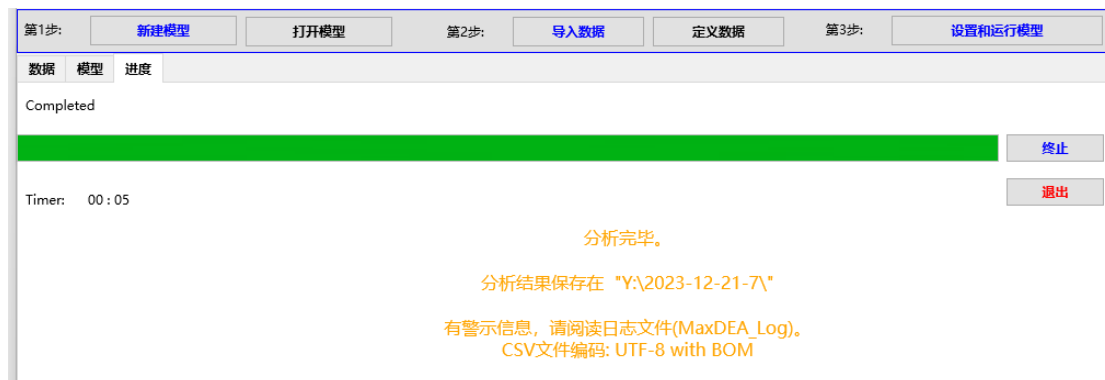 第1步: 新建模型 打开模型 第2步: 导入数据 定义数据 第3步: 设置和运行模型
数据 模型 进度
Completed
终止
Timer: 00 : 05
退出
分析完毕。
分析结果保存在 "Y:\2023-12-21-7\"
有警示信息，请阅读日志文件(MaxDEA_Log)。
CSV文件编码: UTF-8 with BOM